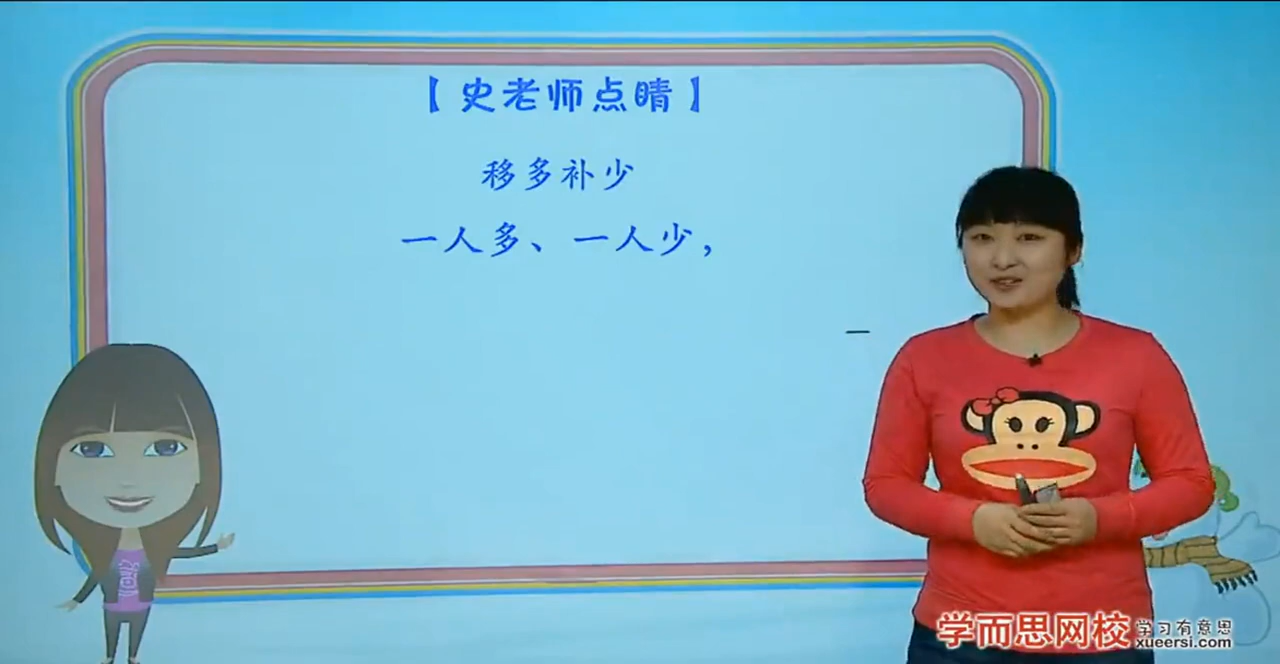 【史老师点睛】
移多补少
一人多、一人少，
学而思网校
学习有意思
xueersi.com